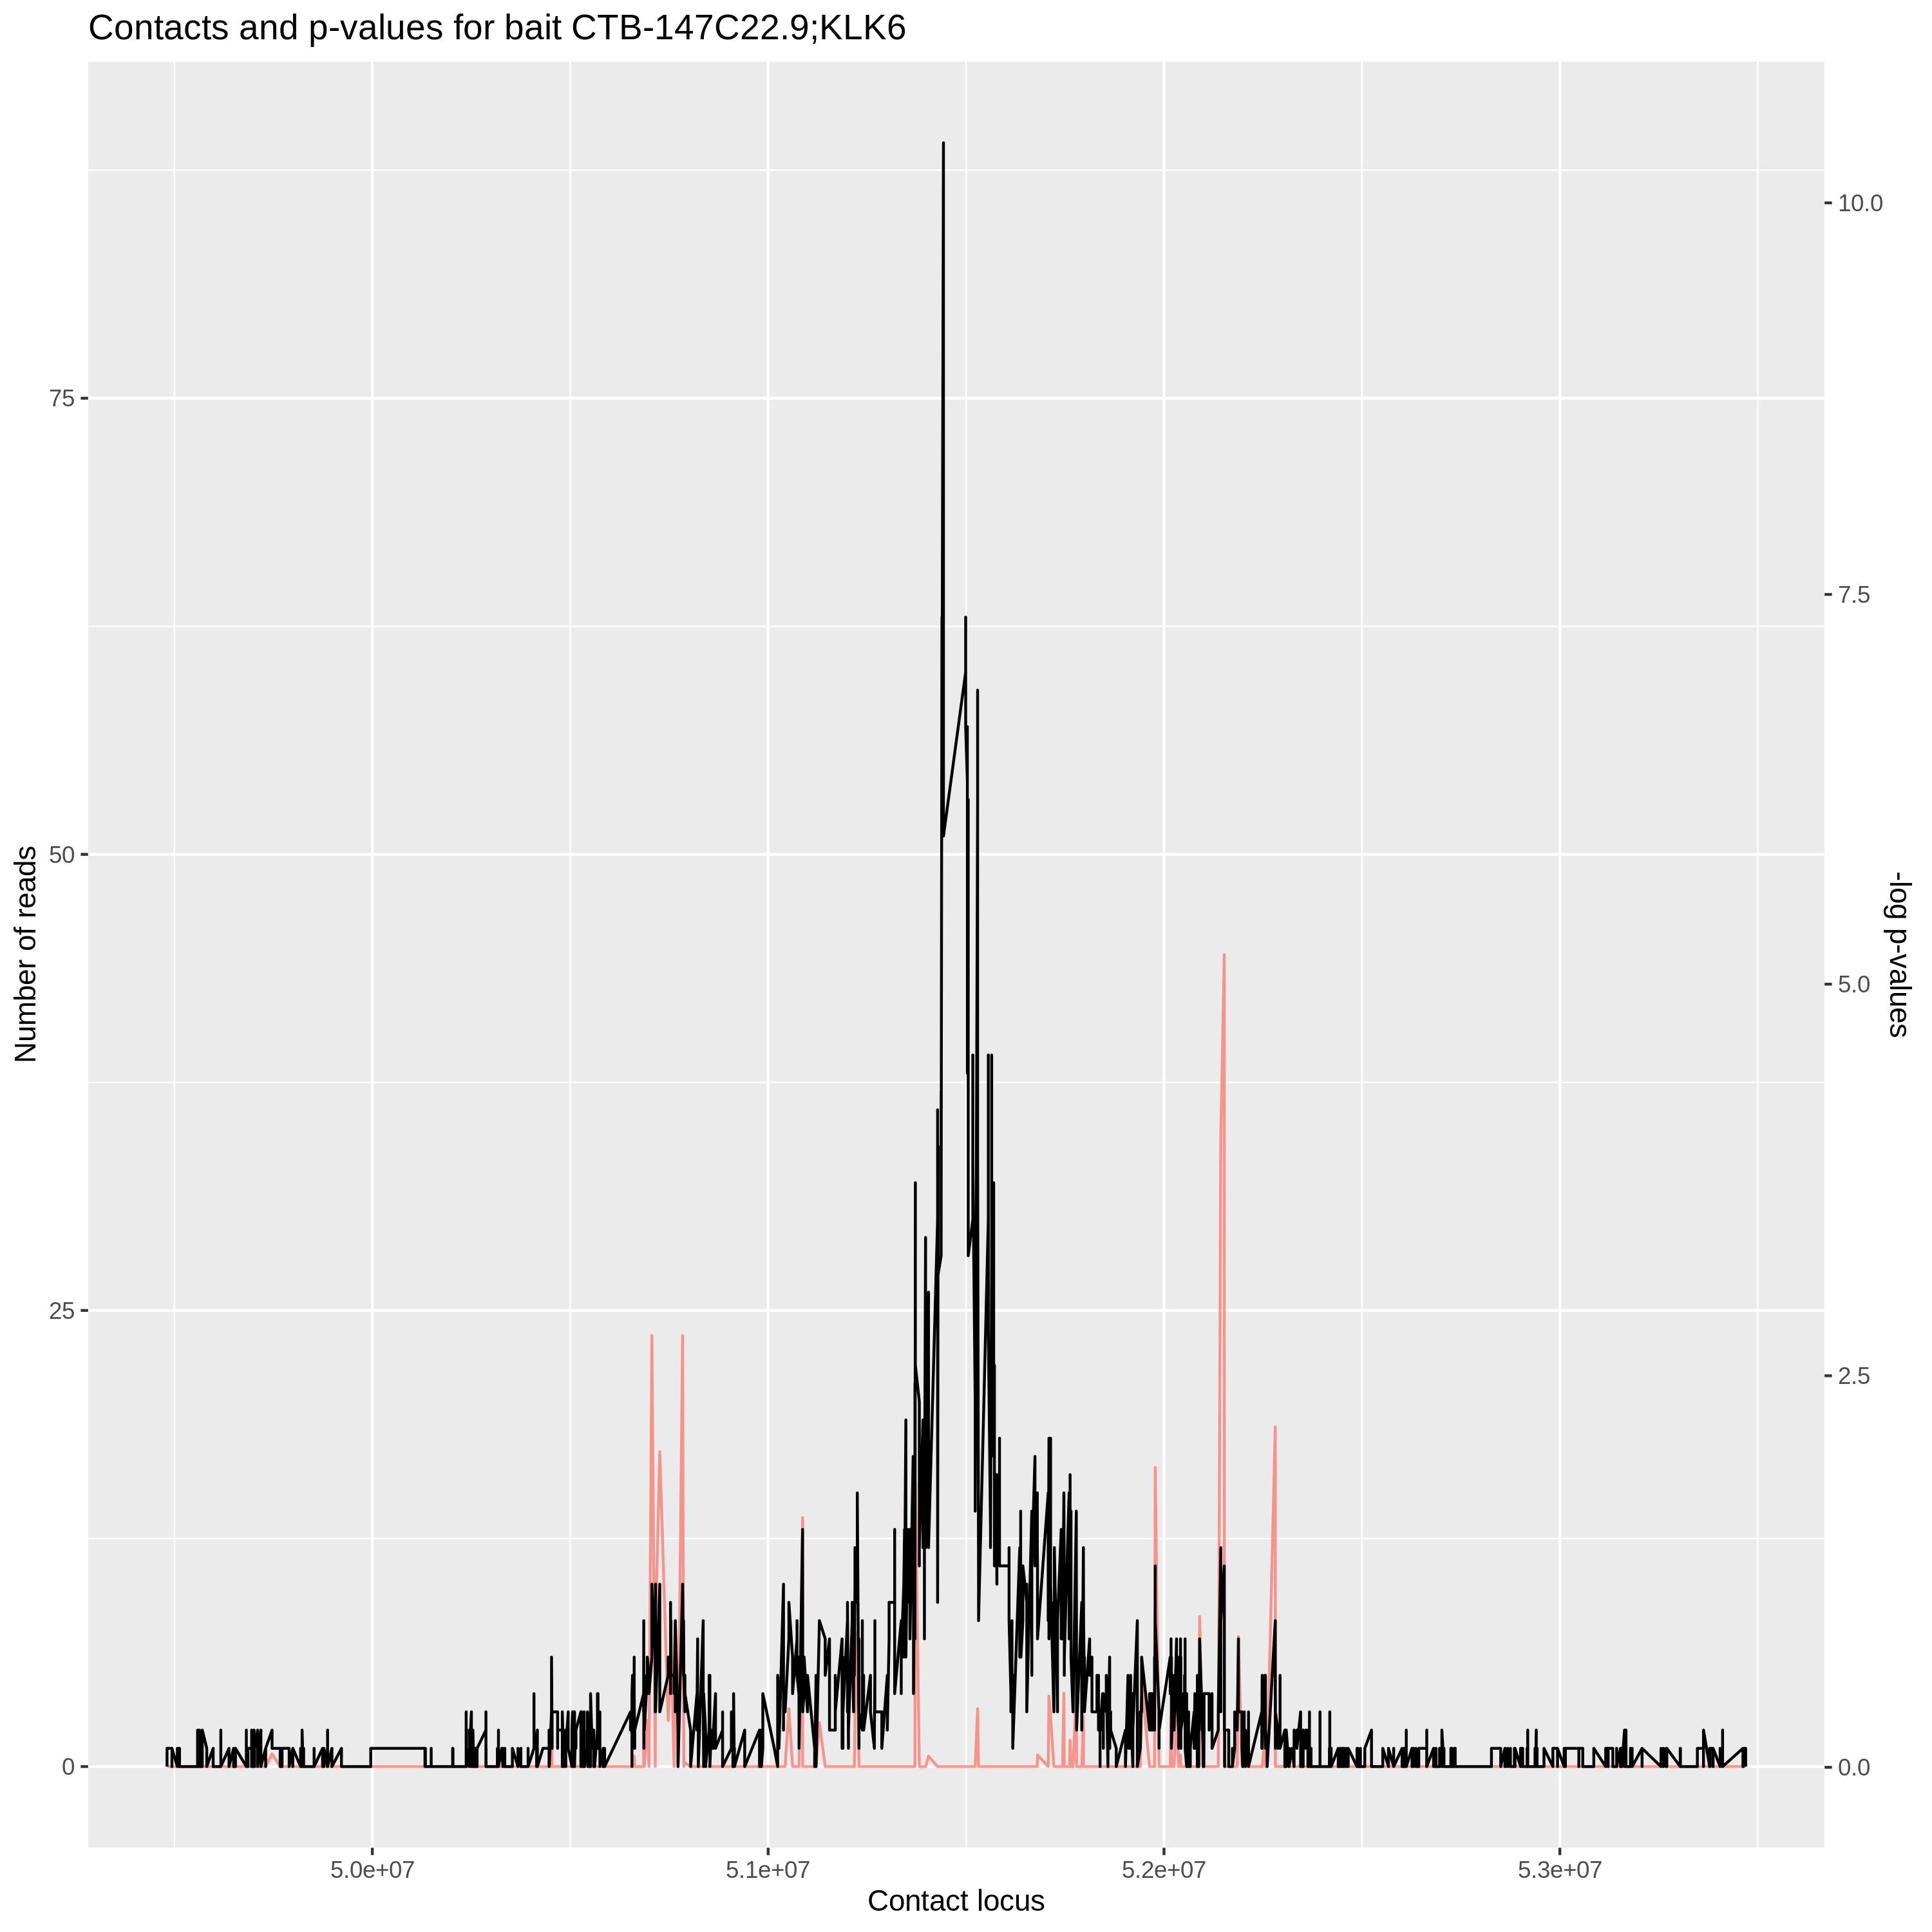 Contacts and p-values for bait CTB-147C22.9;KLK6
10.0
75
7.5
Number of reads
50
-log p-values
5.0
25
2.5
0
0.0
5.0e+07
5.1e+07
5.2e+07
5.3e+07
Contact locus